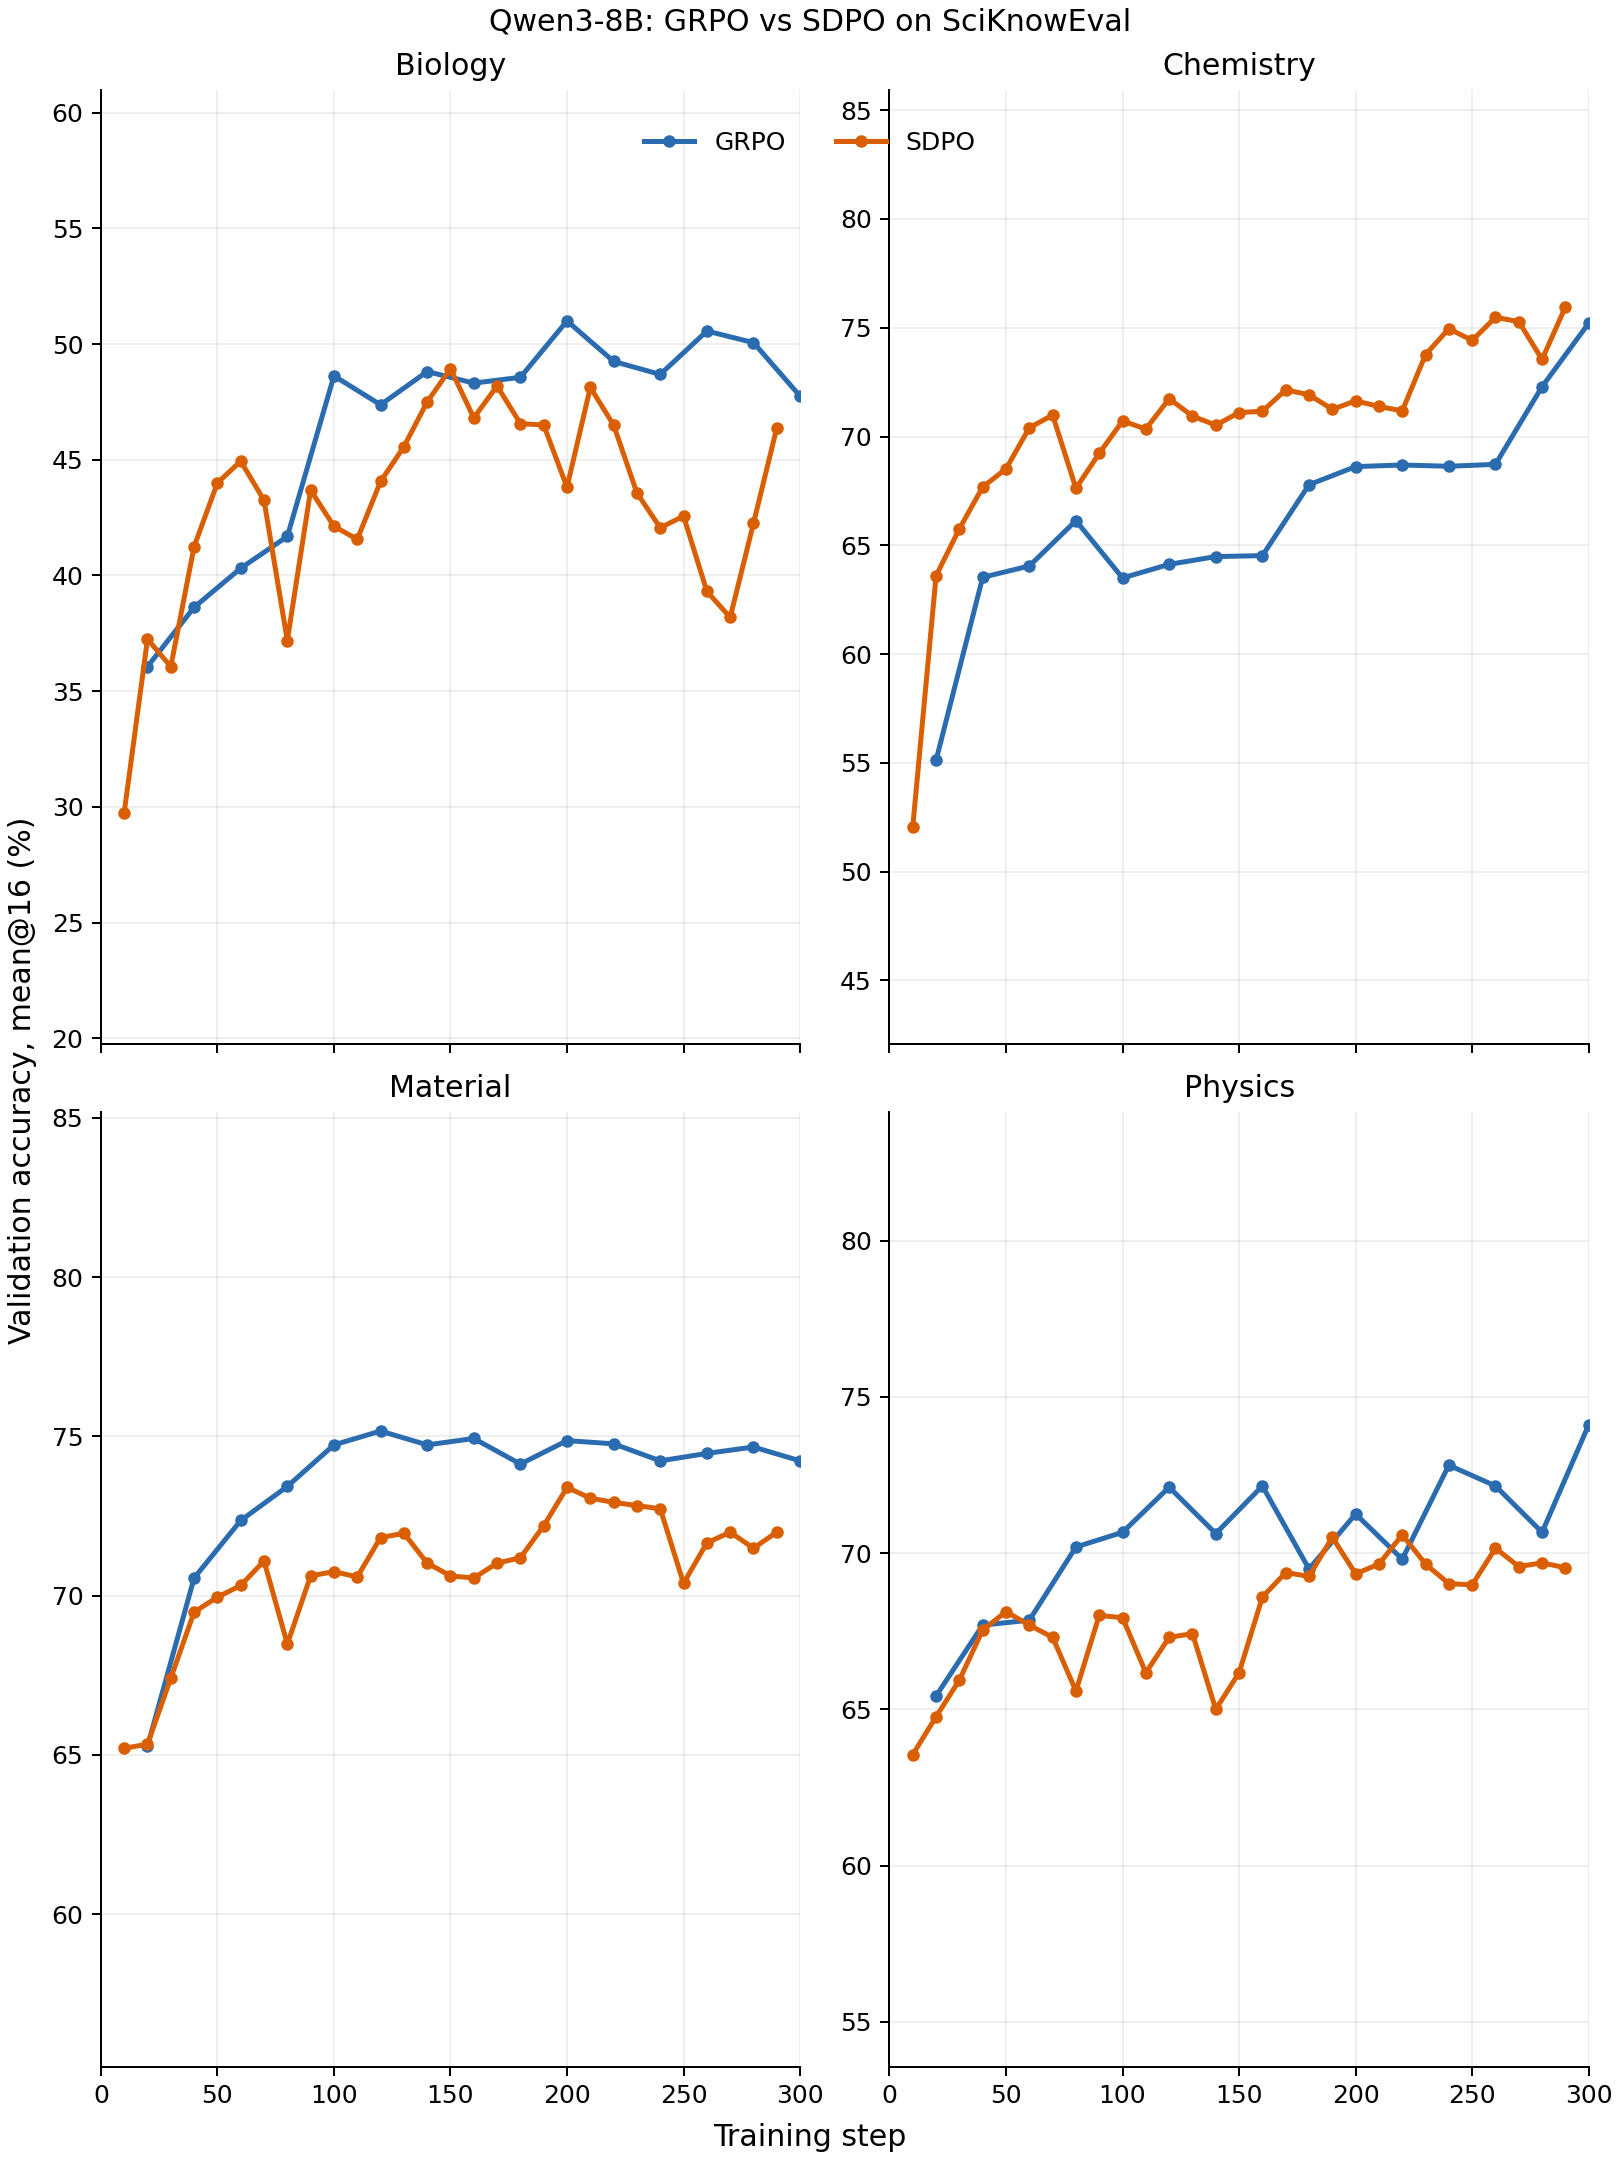 Qwen3-8B: GRPO vs SDPO on SciKnowEval
Biology
Chemistry
GRPO
SDPO
60
55
50
45
40
35
30
25
20
85
80
75
70
65
60
55
50
45
Validation accuracy, mean@16 (%)
Material
Physics
85
80
75
70
65
60
80
75
70
65
60
55
0 50 100 150 200 250 300
0 50 100 150 200 250 300
Training step